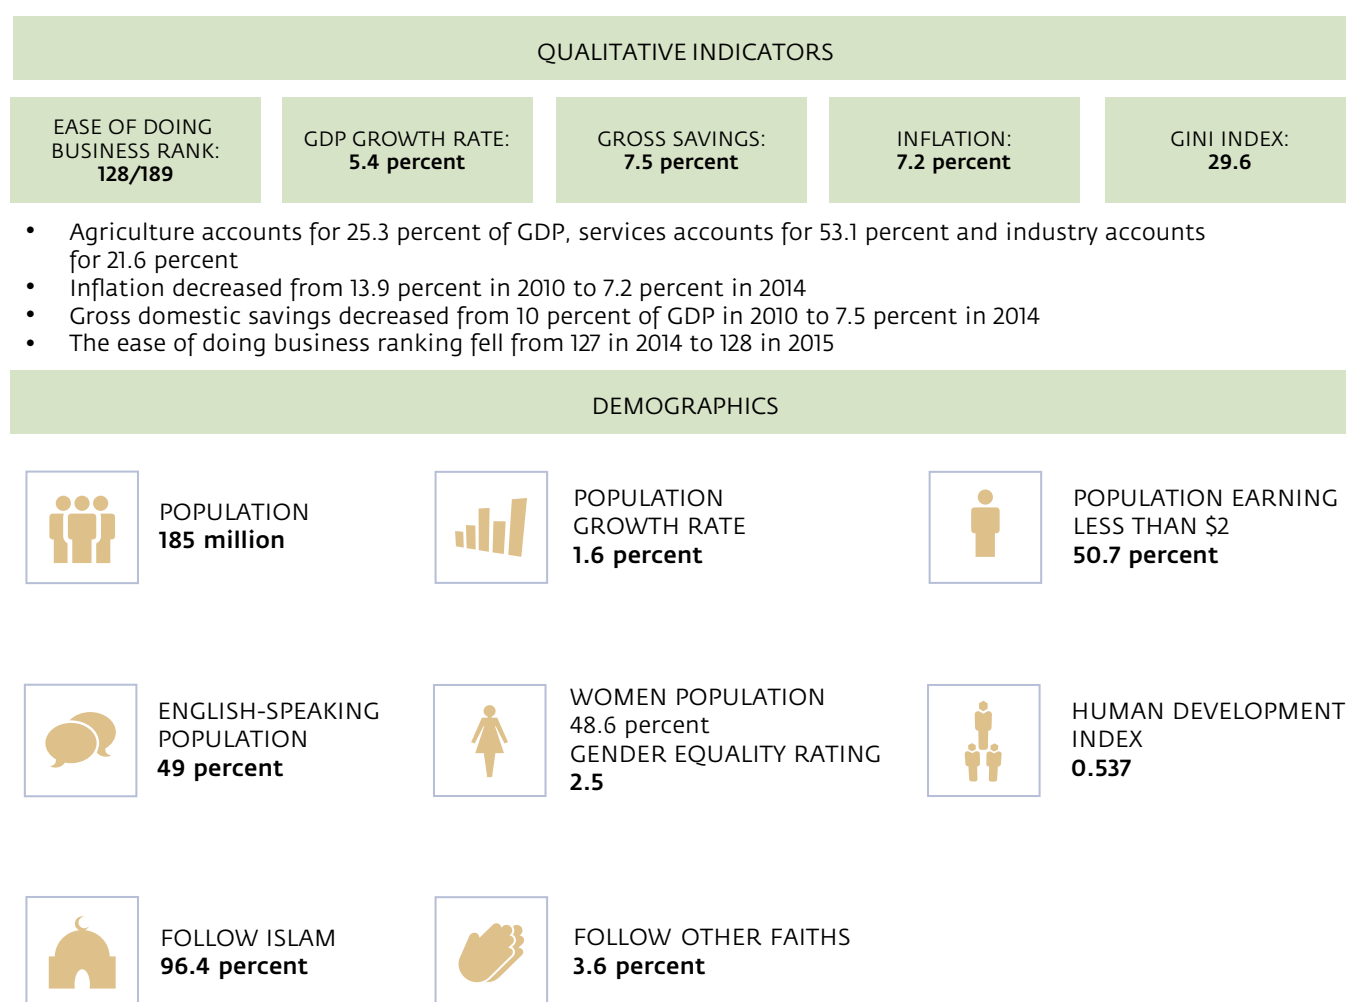 QUALITATIVE INDICATORS
EASE OF DOING
BUSINESS RANK:
128/189
GDP GROWTH RATE:
5.4 percent
GROSS SAVINGS:
7.5 percent
INFLATION:
7.2 percent
GINI INDEX:
29.6
• Agriculture accounts for 25.3 percent of GDP, services accounts for 53.1 percent and industry accounts
for 21.6 percent
• Inflation decreased from 13.9 percent in 2010 to 7.2 percent in 2014
• Gross domestic savings decreased from 10 percent of GDP in 2010 to 7.5 percent in 2014
• The ease of doing business ranking fell from 127 in 2014 to 128 in 2015
DEMOGRAPHICS
POPULATION
185 million
POPULATION
GROWTH RATE
1.6 percent
POPULATION EARNING
LESS THAN $2
50.7 percent
ENGLISH-SPEAKING
POPULATION
49 percent
WOMEN POPULATION
48.6 percent
GENDER EQUALITY RATING
2.5
HUMAN DEVELOPMENT
INDEX
0.537
FOLLOW ISLAM
96.4 percent
FOLLOW OTHER FAITHS
3.6 percent